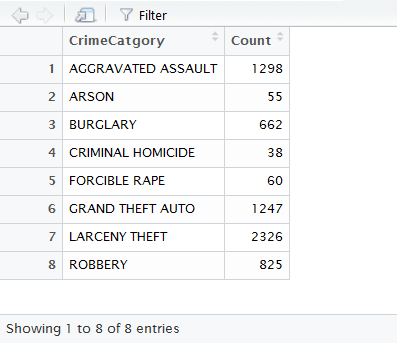 Filter
CrimeCatgory Count
1 AGGRAVATED ASSAULT 1298
2 ARSON 55
3 BURGLARY 662
4 CRIMINAL HOMICIDE 38
5 FORCIBLE RAPE 60
6 GRAND THEFT AUTO 1247
7 LARCENY THEFT 2326
8 ROBBERY 825
Showing 1 to 8 of 8 entries